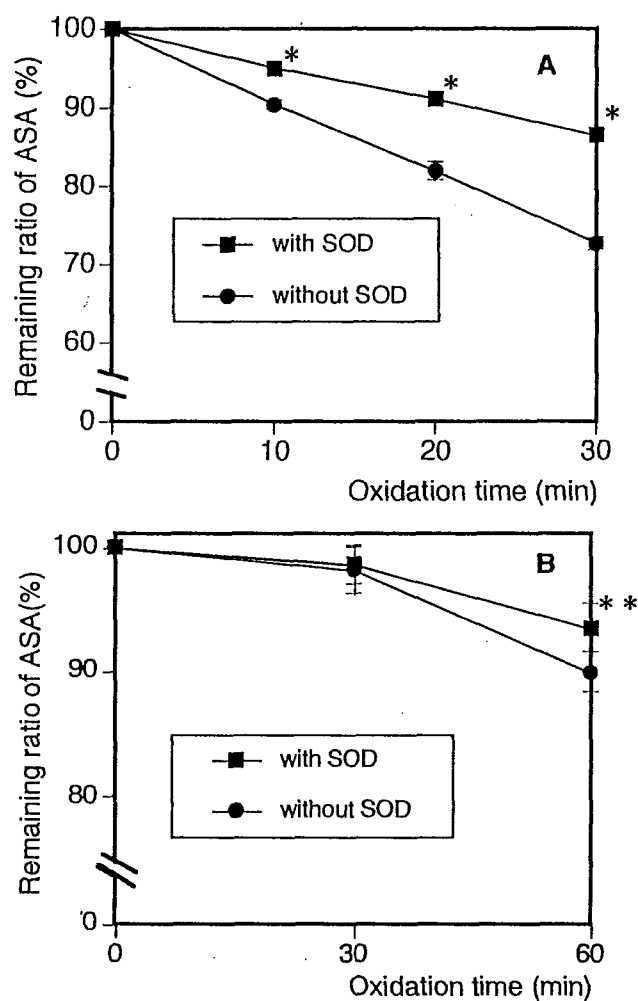 Remaining ratio of ASA (%)
100
90
80
70
60
0
A
*
*
*
with SOD
without SOD
0
10
20
30
Oxidation time (min)
Remaining ratio of ASA(%)
100
90
80
0
B
* *
with SOD
without SOD
0
30
60
Oxidation time (min)